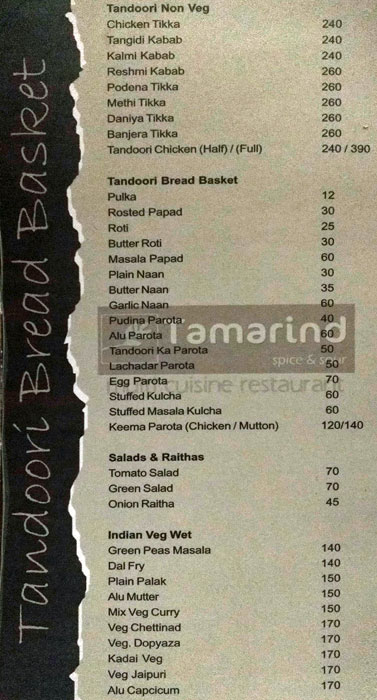 Tandoori Bread Basket
Tandoori Non Veg
Chicken Tikka 240
Tangidi Kabab 240
Kalmi Kabab 240
Reshmi Kabab 260
Podena Tikka 260
Methi Tikka 260
Daniya Tikka 260
Banjera Tikka 260
Tandoori Chicken (Half) / (Full) 240 / 390
Tandoori Bread Basket
Pulka 12
Rosted Papad 30
Roti 25
Butter Roti 30
Masala Papad 60
Plain Naan 30
Butter Naan 35
Garlic Naan 60
Pudina Parota 40
Alu Parota 60
Tandoori Ka Parota 50
Lachadar Parota 50
Egg Parota 70
Stuffed Kulcha 60
Stuffed Masala Kulcha 60
Keema Parota (Chicken / Mutton) 120/140
Tamarind
spice & sour
cuisine restaurant
Salads & Raithas
Tomato Salad 70
Green Salad 70
Onion Raitha 45
Indian Veg Wet
Green Peas Masala 140
Dal Fry 140
Plain Palak 150
Alu Mutter 150
Mix Veg Curry 150
Veg Chettinad 170
Veg. Dopyaza 170
Kadai Veg 170
Veg Jaipuri 170
Alu Capcicum 170